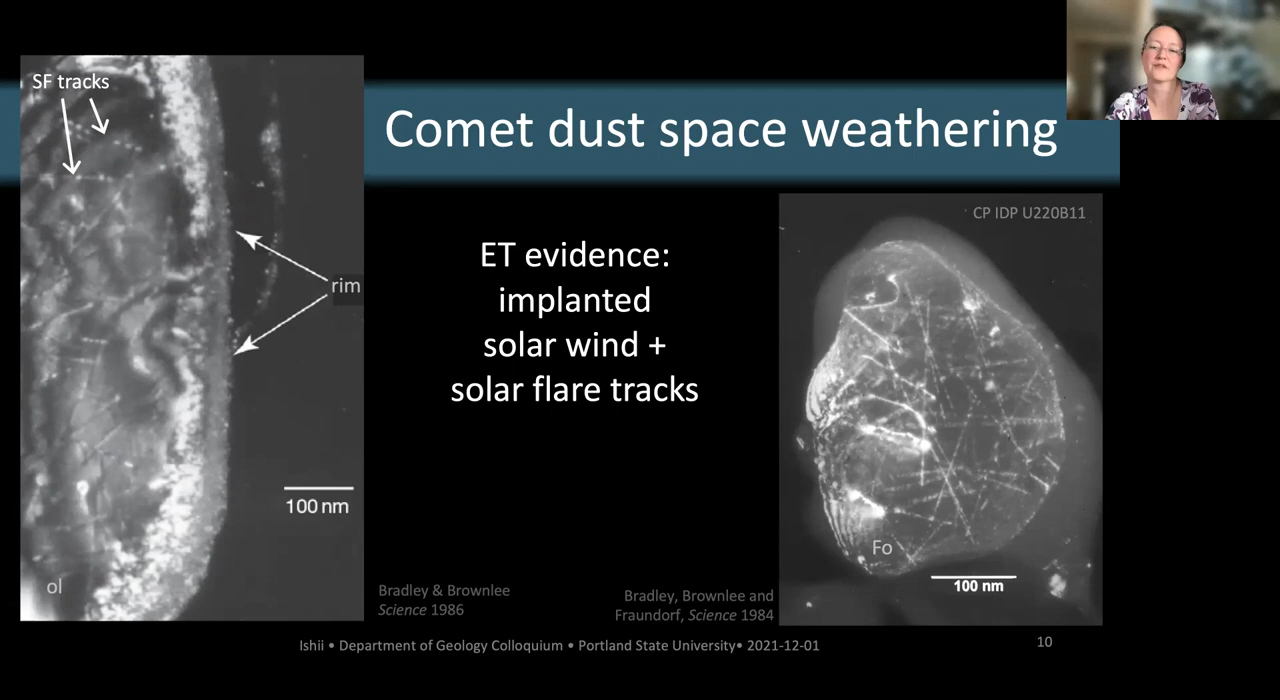 SF tracks
Comet dust space weathering
rim
100 nm
ol
ET evidence:
implanted
solar wind +
solar flare tracks
Bradley & Brownlee
Science 1986
Bradley, Brownlee and
Fraundorf, Science 1984
CP IDP U220B11
Fo
100 nm
Ishii • Department of Geology Colloquium • Portland State University• 2021-12-01
10